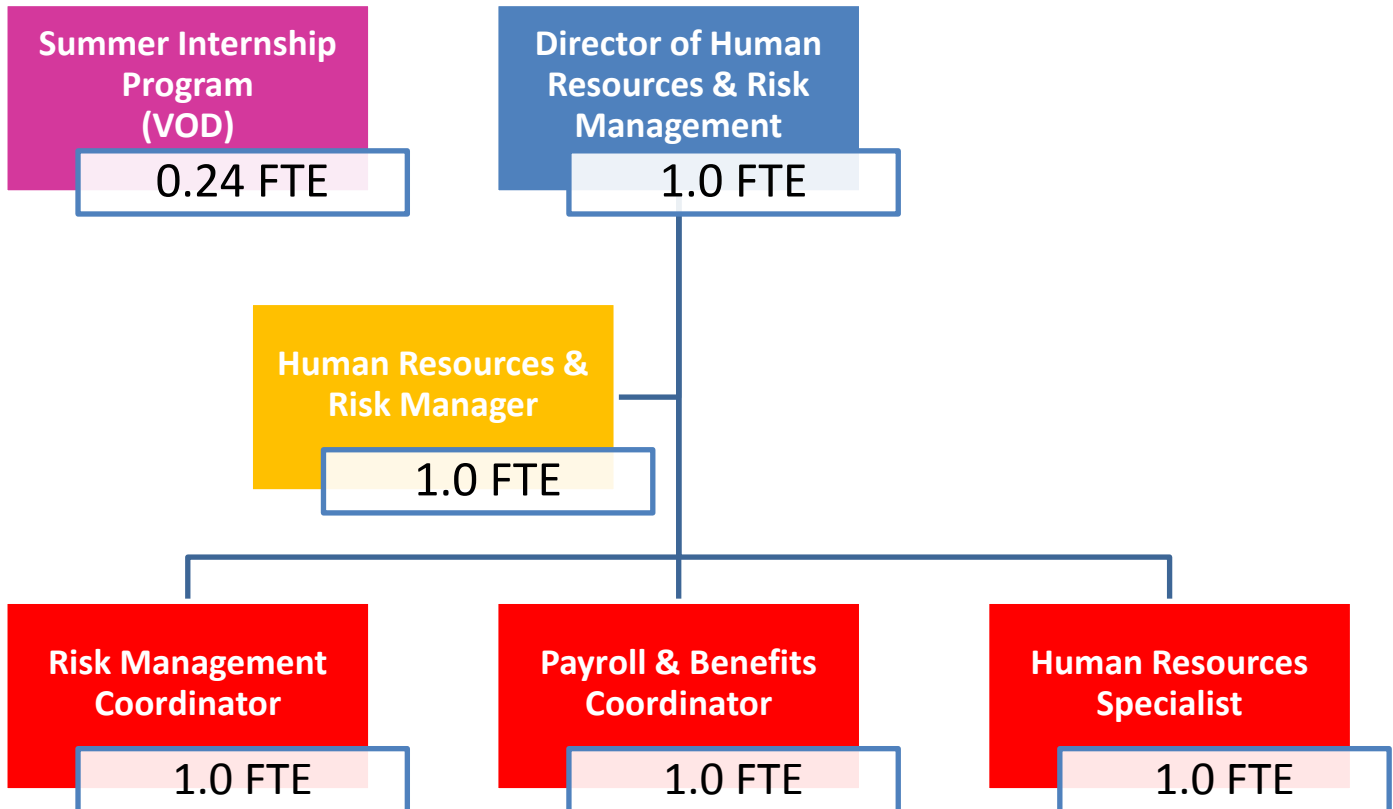 Summer Internship
Program
(VOD)
0.24 FTE
Director of Human
Resources & Risk
Management
1.0 FTE
Human Resources &
Risk Manager
1.0 FTE
Risk Management
Coordinator
1.0 FTE
Payroll & Benefits
Coordinator
1.0 FTE
Human Resources
Specialist
1.0 FTE